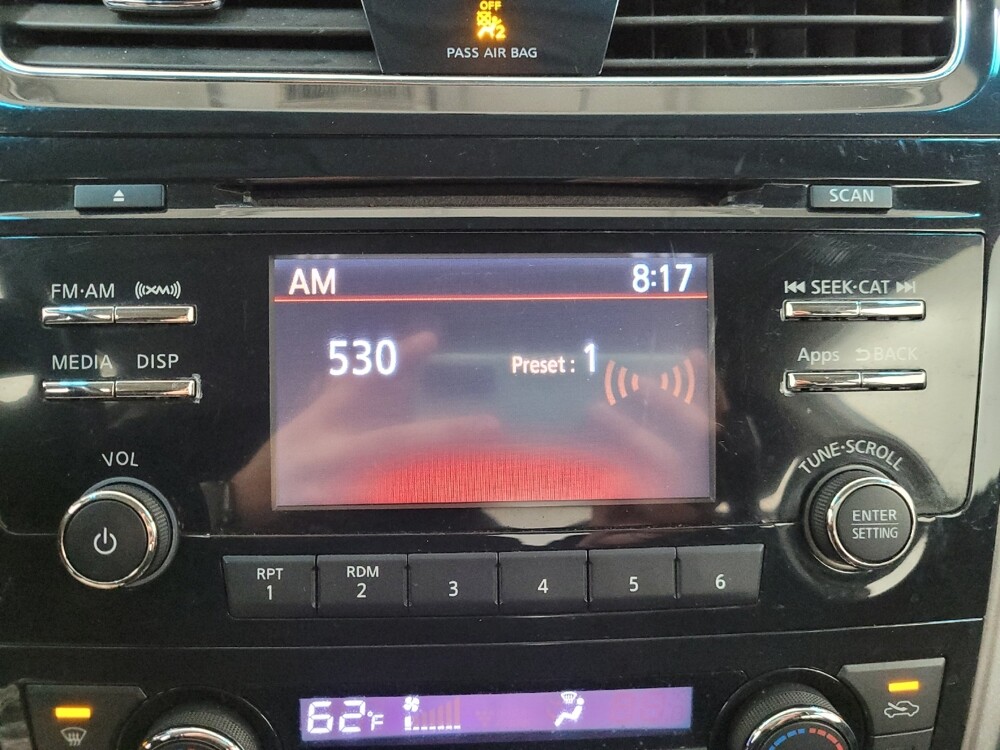 OFF
2
PASS AIR BAG
SCAN
FM·AM ((XM))
AM 8:17
SEEK·CAT
MEDIA DISP
530 Preset : 1
Apps BACK
VOL
TUNE·SCROLL
ENTER
SETTING
RPT
1
RDM
2
3
4
5
6
62°F